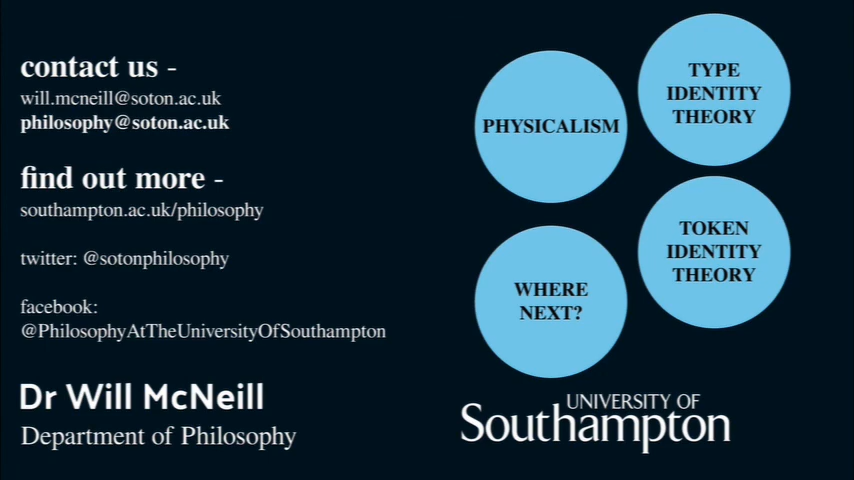 contact us -
will.mcneill@soton.ac.uk
philosophy@soton.ac.uk
find out more -
southampton.ac.uk/philosophy
twitter: @sotonphilosophy
facebook:
@PhilosophyAtTheUniversityOfSouthampton
Dr Will McNeill
Department of Philosophy
PHYSICALISM
TYPE
IDENTITY
THEORY
WHERE
NEXT?
TOKEN
IDENTITY
THEORY
UNIVERSITY OF
Southampton